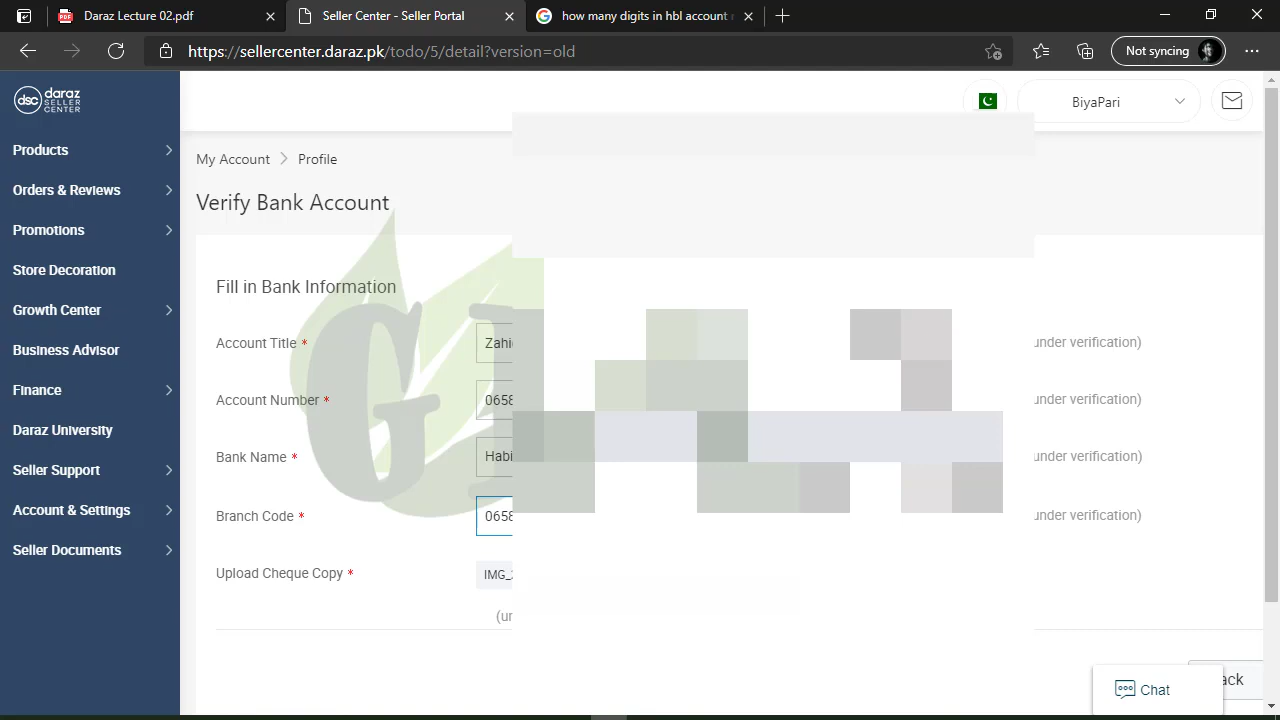 Daraz Lecture 02.pdf
Seller Center - Seller Portal
how many digits in hbl account
https://sellercenter.daraz.pk/todo/5/detail?version=old
Not syncing
dsc daraz
SELLER
CENTER
BiyaPari
Products
Orders & Reviews
Promotions
Store Decoration
Growth Center
Business Advisor
Finance
Daraz University
Seller Support
Account & Settings
Seller Documents
My Account > Profile
Verify Bank Account
Fill in Bank Information
Account Title *
under verification)
Account Number * 0658
under verification)
Bank Name * Habi
under verification)
Branch Code * 0658
under verification)
Upload Cheque Copy * IMG_
Chat